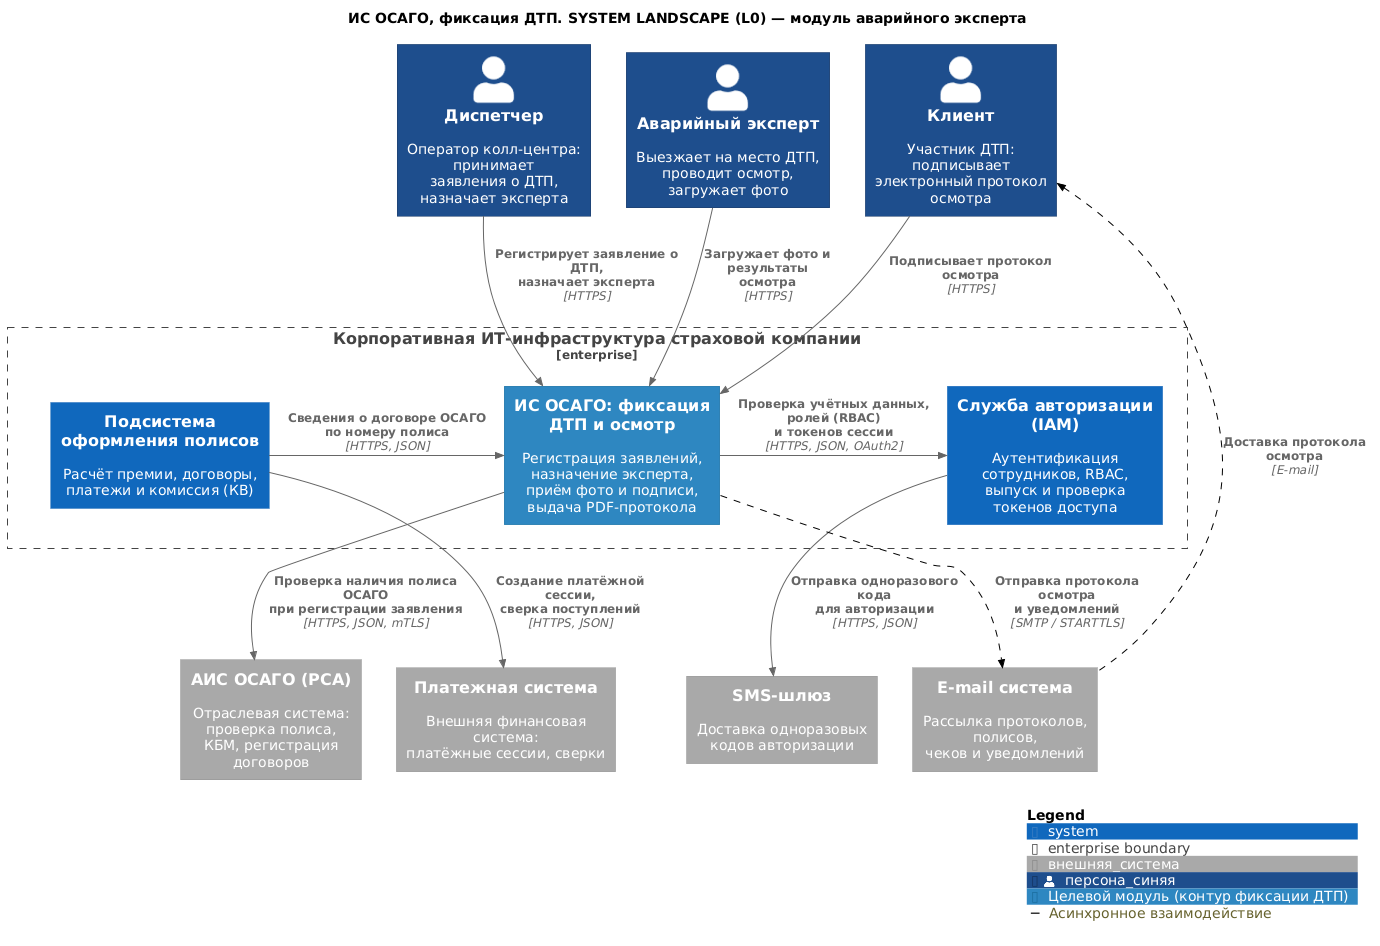 ИС ОСАГО, фиксация ДТП. SYSTEM LANDSCAPE (L0) — модуль аварийного эксперта
Диспетчер
Оператор колл-центра:
принимает
заявления о ДТП,
назначает эксперта
Аварийный эксперт
Выезжает на место ДТП,
проводит осмотр,
загружает фото
Клиент
Участник ДТП:
подписывает
электронный протокол
осмотра
Регистрирует заявление о
ДТП,
назначает эксперта
[HTTPS]
Загружает фото и
результаты
осмотра
[HTTPS]
Подписывает протокол
осмотра
[HTTPS]
Корпоративная ИТ-инфраструктура страховой компании
[enterprise]
Подсистема
оформления полисов
Расчёт премии, договоры,
платежи и комиссия (КВ)
Сведения о договоре ОСАГО
по номеру полиса
[HTTPS, JSON]
ИС ОСАГО: фиксация
ДТП и осмотр
Регистрация заявлений,
назначение эксперта,
приём фото и подписи,
выдача PDF-протокола
Проверка учётных данных,
ролей (RBAC)
и токенов сессии
[HTTPS, JSON, OAuth2]
Служба авторизации
(IAM)
Аутентификация
сотрудников, RBAC,
выпуск и проверка
токенов доступа
Доставка протокола
осмотра
[E-mail]
Проверка наличия полиса
ОСАГО
при регистрации заявления
[HTTPS, JSON, mTLS]
Создание платёжной
сессии,
сверка поступлений
[HTTPS, JSON]
Отправка одноразового
кода
для авторизации
[HTTPS, JSON]
Отправка протокола
осмотра
и уведомлений
[SMTP / STARTTLS]
АИС ОСАГО (РСА)
Отраслевая система:
проверка полиса,
КБМ, регистрация
договоров
Платежная система
Внешняя финансовая
система:
платёжные сессии, сверки
SMS-шлюз
Доставка одноразовых
кодов авторизации
E-mail система
Рассылка протоколов,
полисов,
чеков и уведомлений
Legend
system
enterprise boundary
внешняя_система
персона_синяя
Целевой модуль (контур фиксации ДТП)
Асинхронное взаимодействие